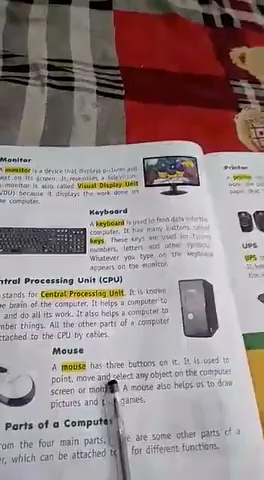 Monitor
monitor is a device that displays pictures and
text on its screen. It resembles a television.
monitor is also called Visual Display Unit
(VDU) because it displays the work done on
the computer.
Keyboard
A keyboard is used to feed data into the
computer. It has many buttons called
keys. These keys are used for typing
numbers, letters and other symbols.
Whatever you type on the keyboard
appears on the monitor.
Central Processing Unit (CPU)
stands for Central Processing Unit. It is known
the brain of the computer. It helps a computer to
and do all its work. It also helps a computer to
things. All the other parts of a computer
attached to the CPU by cables.
Mouse
A mouse has three buttons on it. It is used to
point, move and select any object on the computer
screen or A mouse also helps us to draw
pictures and games.
Parts of a Computer
from the four main parts, are some other parts of a
which can be attached to for different functions.
Printer
A printer
paper that
UPS
UPS